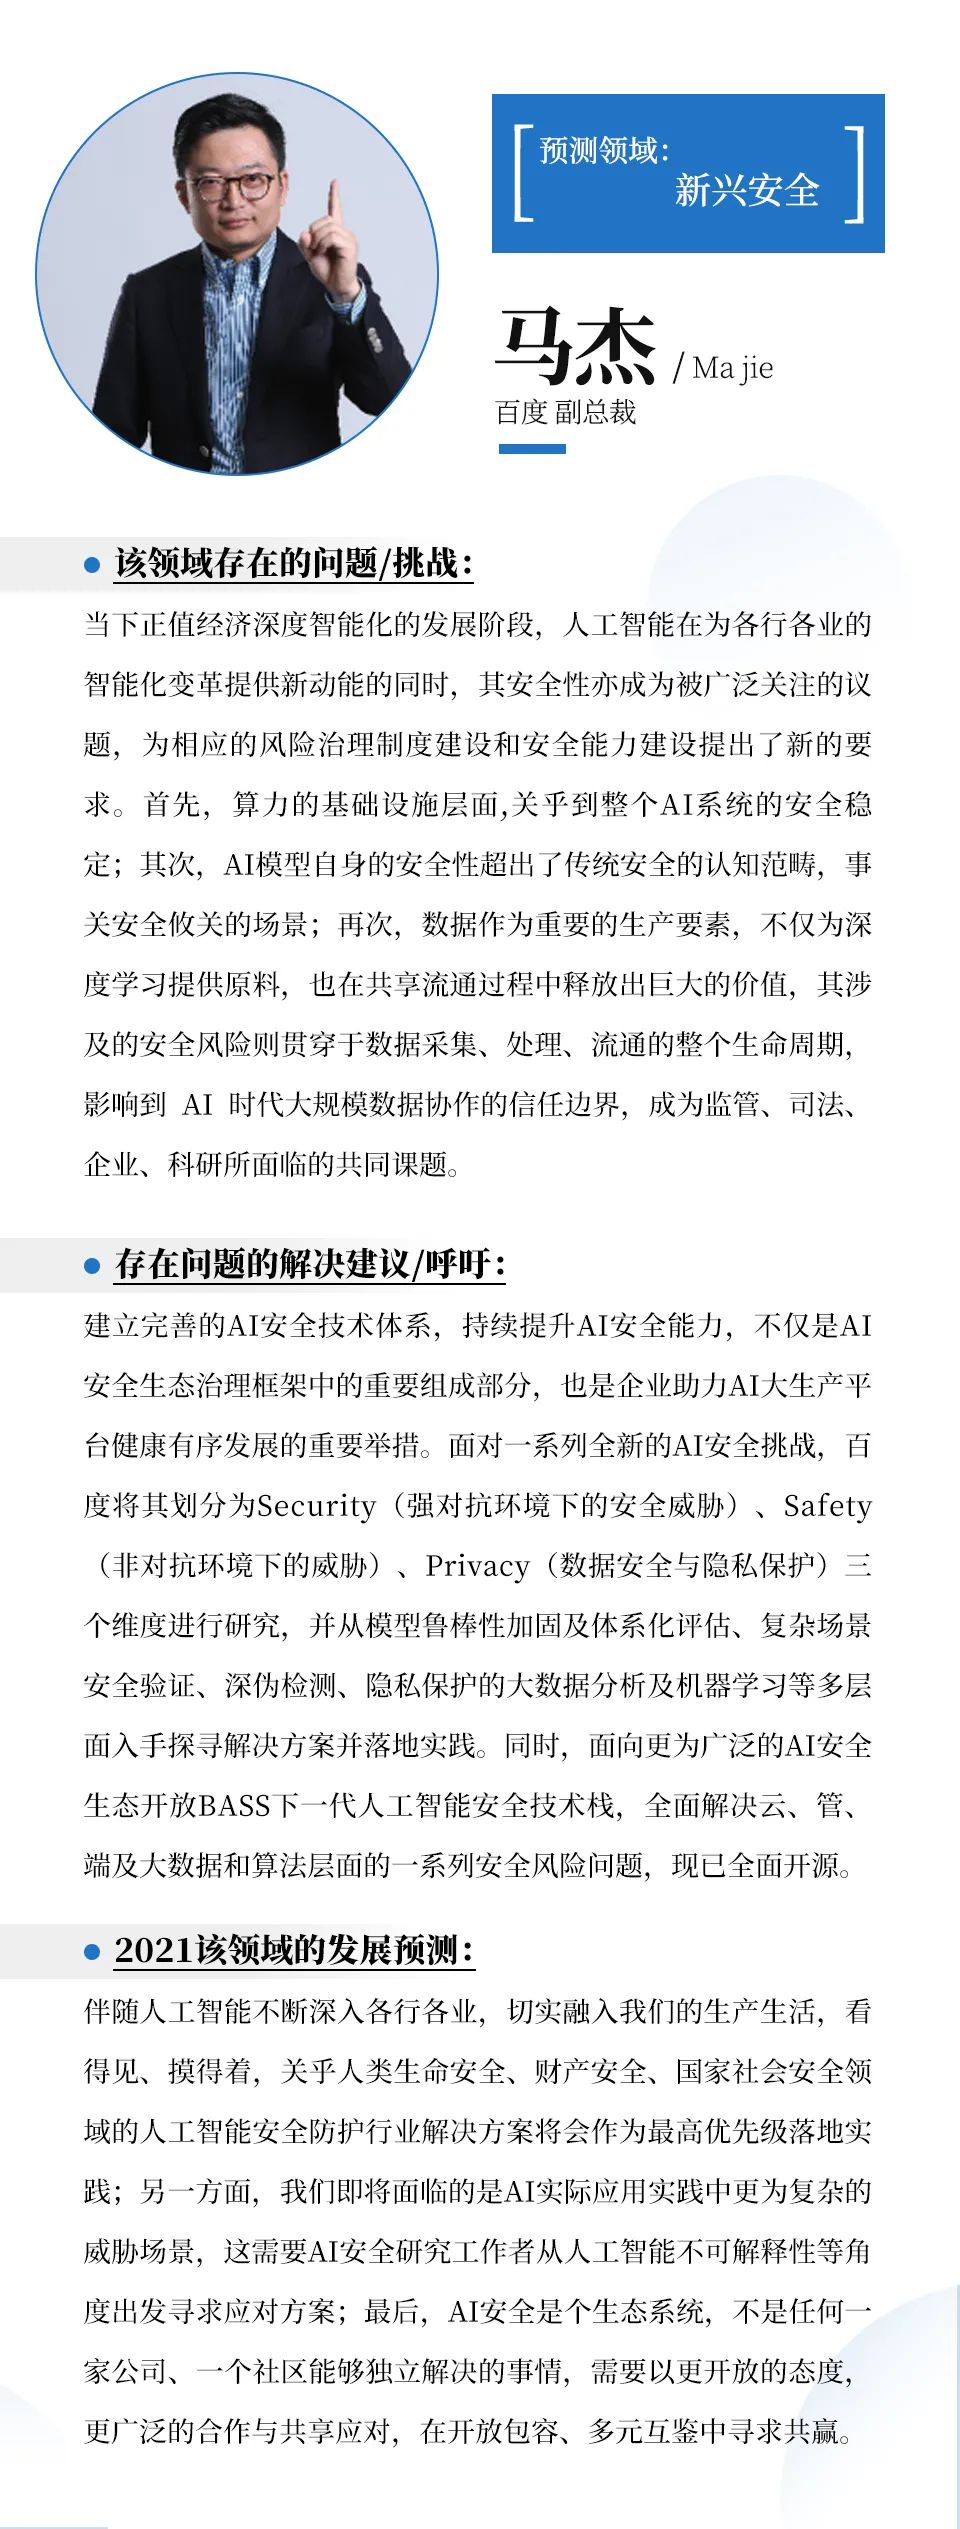 预测领域：
新兴安全
马杰 / Ma jie
百度 副总裁
该领域存在的问题/挑战：
当下正值经济深度智能化的发展阶段，人工智能在为各行各业的
智能化变革提供新动能的同时，其安全性亦成为被广泛关注的议
题，为相应的风险治理制度建设和安全能力建设提出了新的要
求。首先，算力的基础设施层面,关乎到整个AI系统的安全稳
定；其次，AI模型自身的安全性超出了传统安全的认知范畴，事
关安全攸关的场景；再次，数据作为重要的生产要素，不仅为深
度学习提供原料，也在共享流通过程中释放出巨大的价值，其涉
及的安全风险则贯穿于数据采集、处理、流通的整个生命周期，
影响到 AI 时代大规模数据协作的信任边界，成为监管、司法、
企业、科研所面临的共同课题。
存在问题的解决建议/呼吁：
建立完善的AI安全技术体系，持续提升AI安全能力，不仅是AI
安全生态治理框架中的重要组成部分，也是企业助力AI大生产平
台健康有序发展的重要举措。面对一系列全新的AI安全挑战，百
度将其划分为Security（强对抗环境下的安全威胁）、Safety
（非对抗环境下的威胁）、Privacy（数据安全与隐私保护）三
个维度进行研究，并从模型鲁棒性加固及体系化评估、复杂场景
安全验证、深伪检测、隐私保护的大数据分析及机器学习等多层
面入手探寻解决方案并落地实践。同时，面向更为广泛的AI安全
生态开放BASS下一代人工智能安全技术栈，全面解决云、管、
端及大数据和算法层面的一系列安全风险问题，现已全面开源。
2021该领域的发展预测：
伴随人工智能不断深入各行各业，切实融入我们的生产生活，看
得见、摸得着，关乎人类生命安全、财产安全、国家社会安全领
域的人工智能安全防护行业解决方案将会作为最高优先级落地实
践；另一方面，我们即将面临的是AI实际应用实践中更为复杂的
威胁场景，这需要AI安全研究工作者从人工智能不可解释性等角
度出发寻求应对方案；最后，AI安全是个生态系统，不是任何一
家公司、一个社区能够独立解决的事情，需要以更开放的态度，
更广泛的合作与共享应对，在开放包容、多元互鉴中寻求共赢。